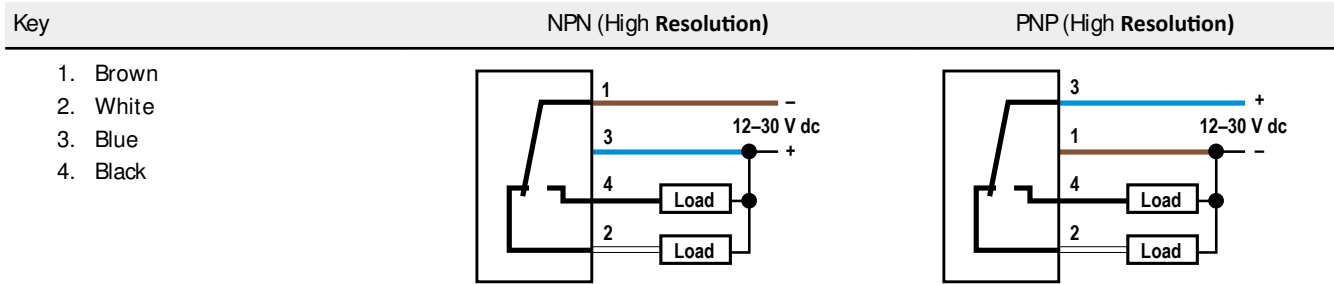 Key NPN (High Resolution) PNP (High Resolution)
1. Brown
2. White
3. Blue
4. Black
1
–
12–30 V dc
3
+
4
Load
2
Load
3
+
12–30 V dc
1
–
4
Load
2
Load